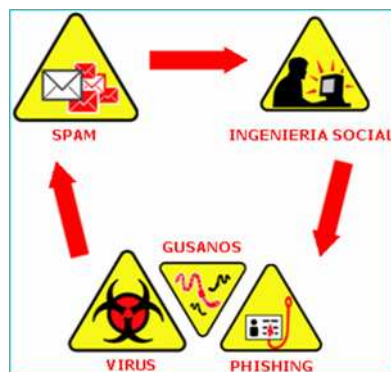 SPAM
INGENIERIA SOCIAL
GUSANOS
VIRUS
PHISHING